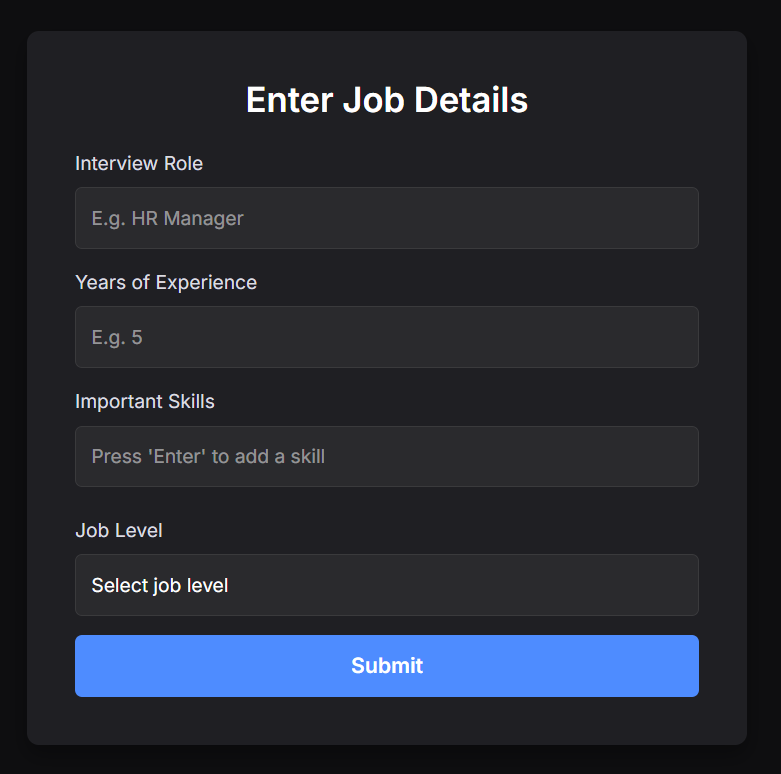 Enter Job Details
Interview Role
E.g. HR Manager
Years of Experience
E.g. 5
Important Skills
Press 'Enter' to add a skill
Job Level
Select job level
Submit